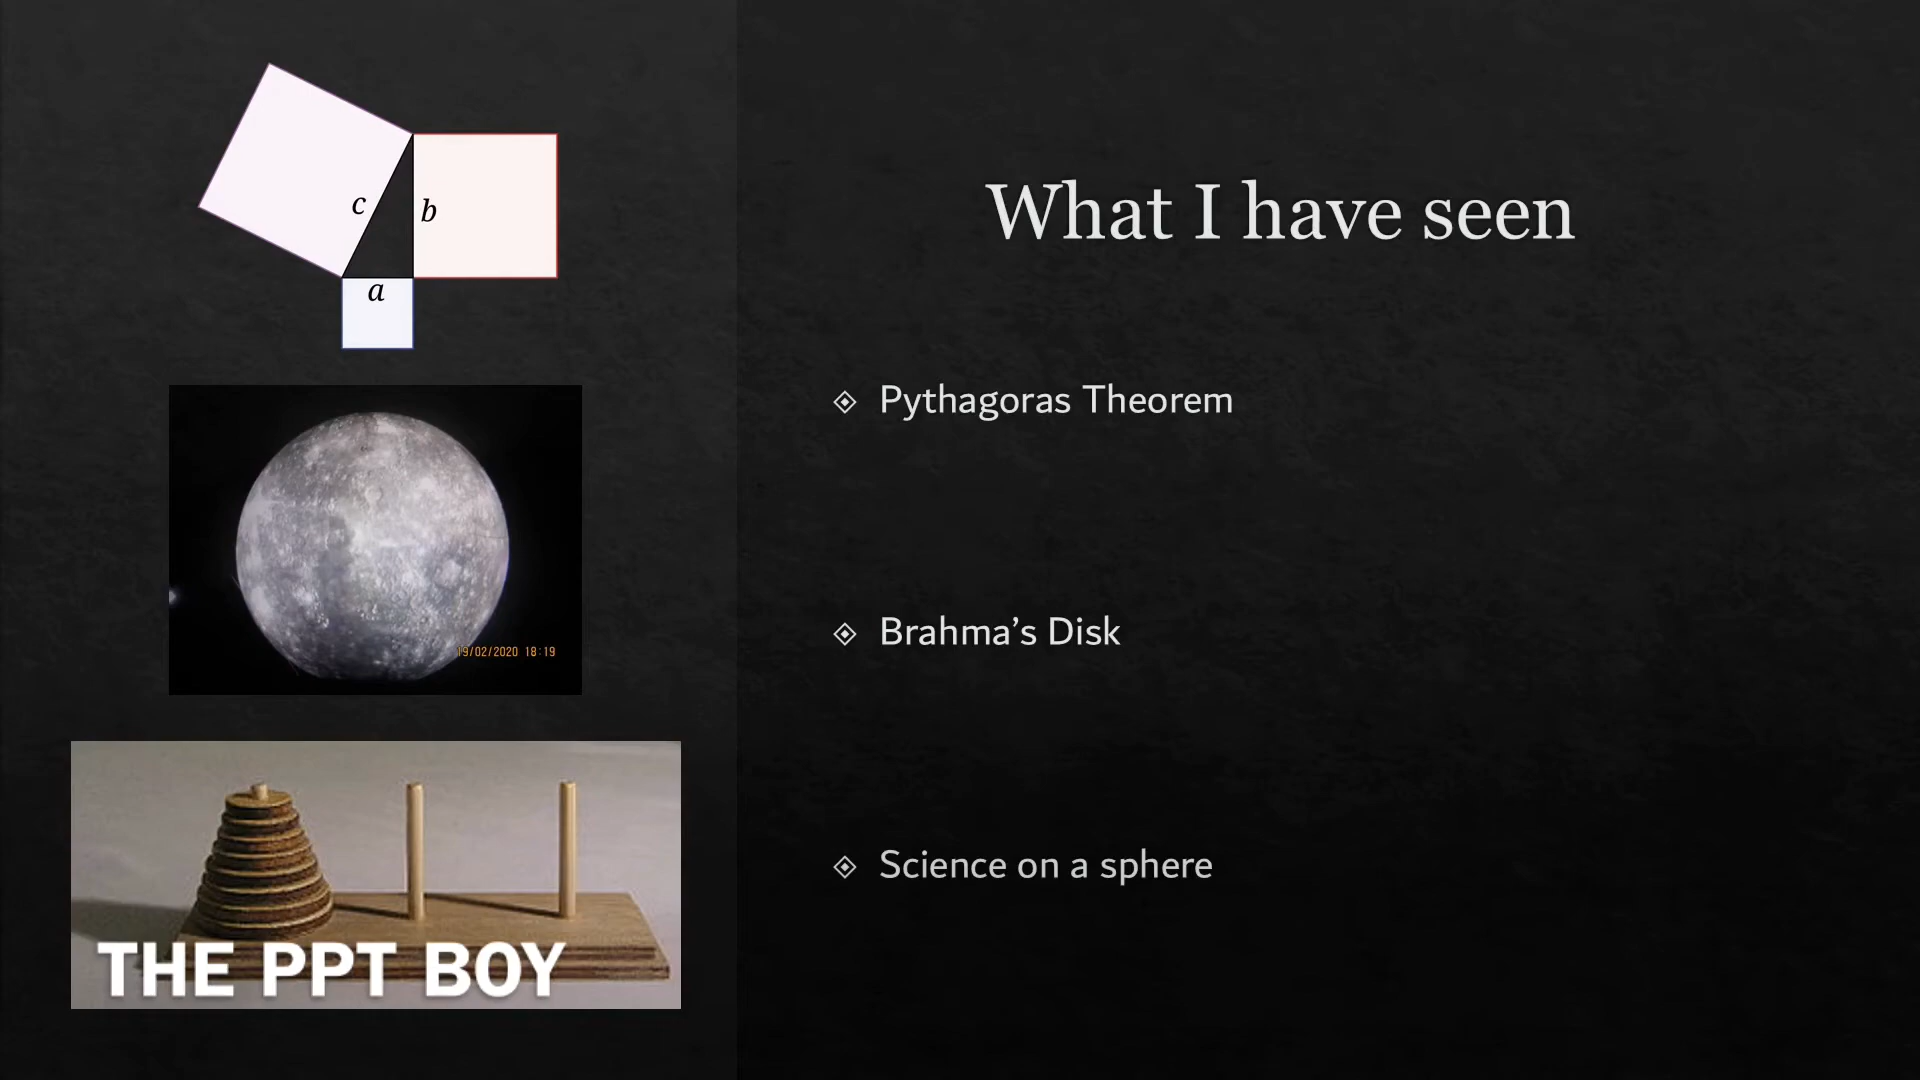 What I have seen
c
b
a
Pythagoras Theorem
Brahma’s Disk
Science on a sphere
19/02/2020 18:19
THE PPT BOY